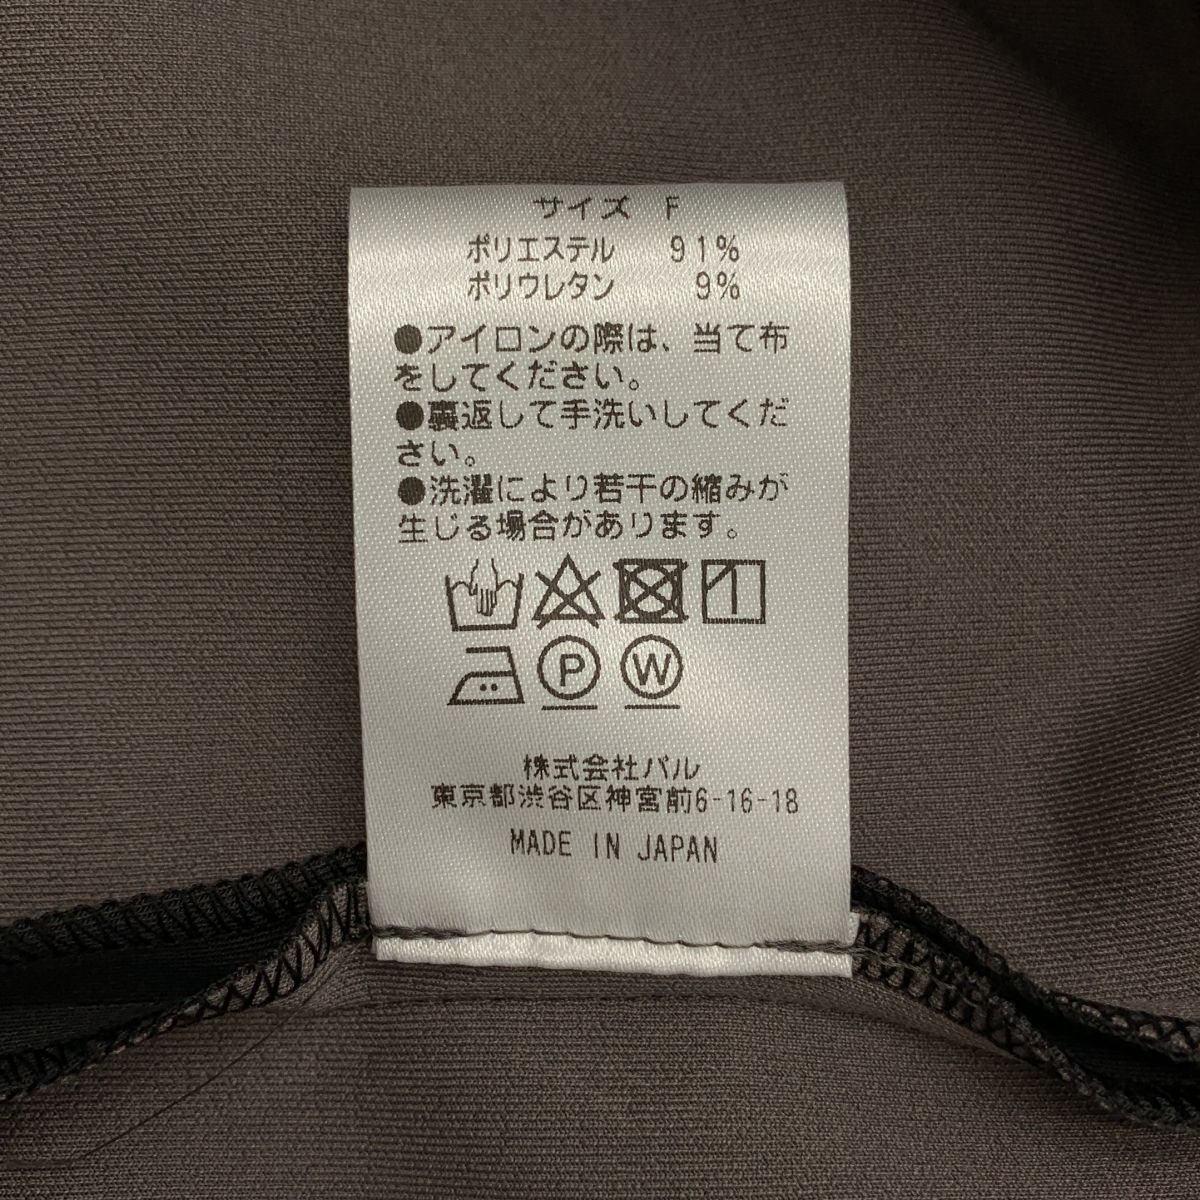 サイズ F
ポリエステル 91%
ポリウレタン 9%
●アイロンの際は、当て布
をしてください。
●裏返して手洗いしてくだ
さい。
●洗濯により若干の縮みが
生じる場合があります。
P W
株式会社パル
東京都渋谷区神宮前6-16-18
MADE IN JAPAN